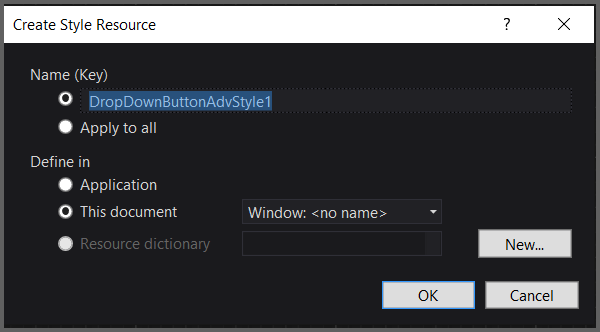 Create Style Resource ? ×
Name (Key)
DropDownButtonAdvStyle1
Apply to all
Define in
Application
This document Window: <no name>
Resource dictionary New...
OK Cancel